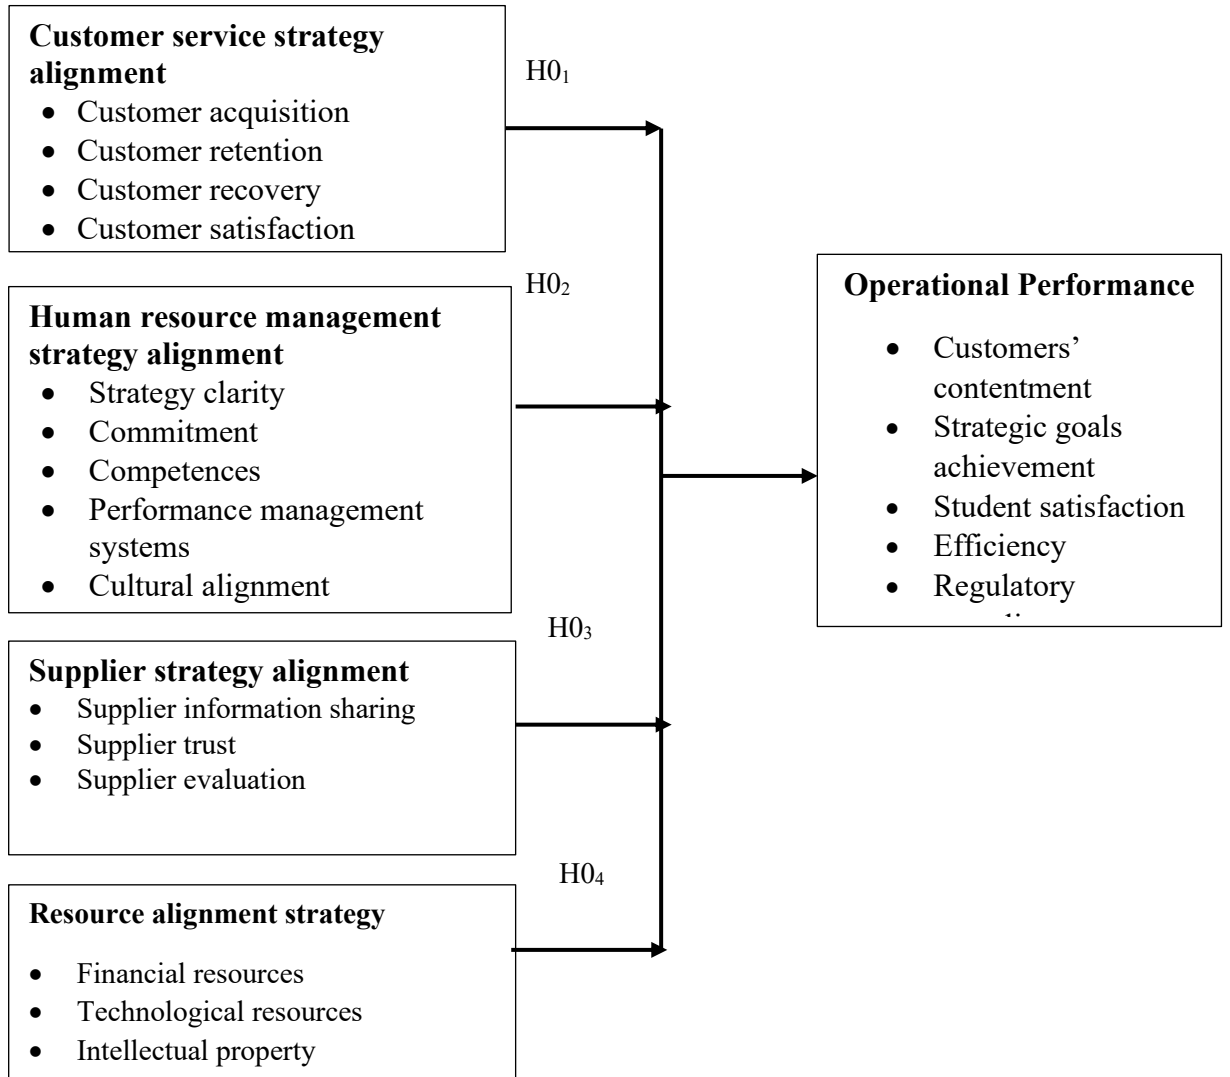 Customer service strategy
alignment
• Customer acquisition
• Customer retention
• Customer recovery
• Customer satisfaction
H0₁
H0₂
Human resource management
strategy alignment
• Strategy clarity
• Commitment
• Competences
• Performance management
systems
• Cultural alignment
H0₃
Supplier strategy alignment
• Supplier information sharing
• Supplier trust
• Supplier evaluation
H0₄
Resource alignment strategy
• Financial resources
• Technological resources
• Intellectual property
Operational Performance
• Customers’
contentment
• Strategic goals
achievement
• Student satisfaction
• Efficiency
• Regulatory